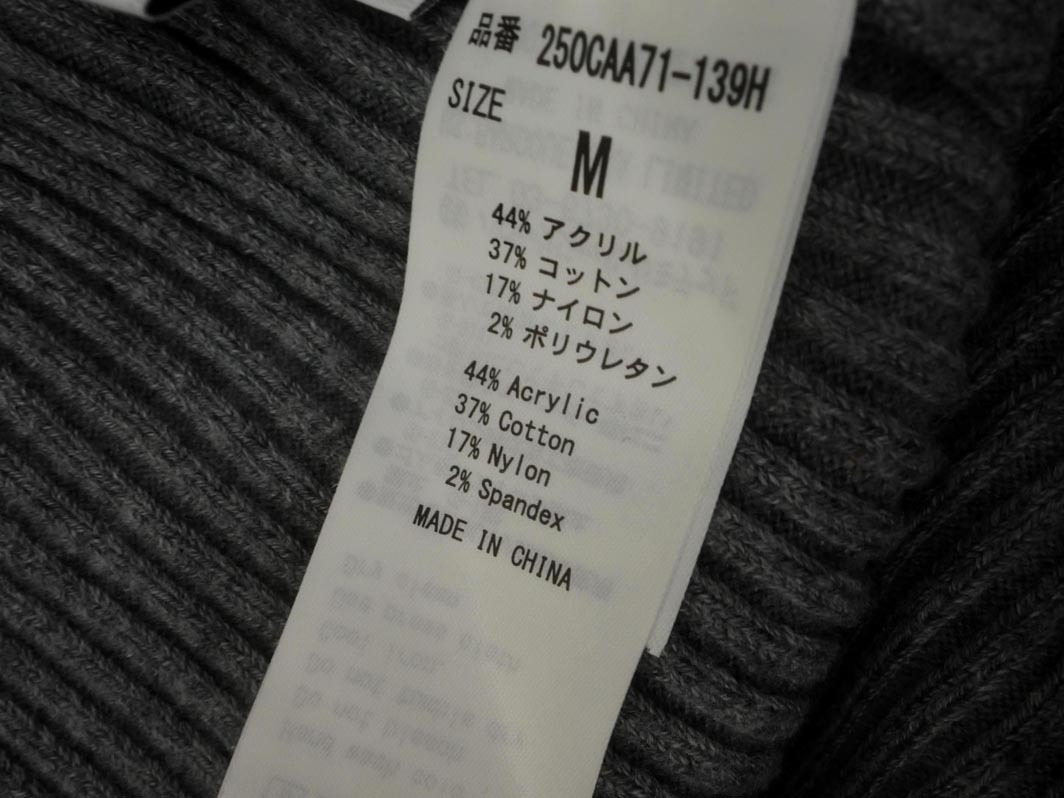 品番 250CAA71-139H
SIZE
M
44% アクリル
37% コットン
17% ナイロン
2% ポリウレタン
44% Acrylic
37% Cotton
17% Nylon
2% Spandex
MADE IN CHINA